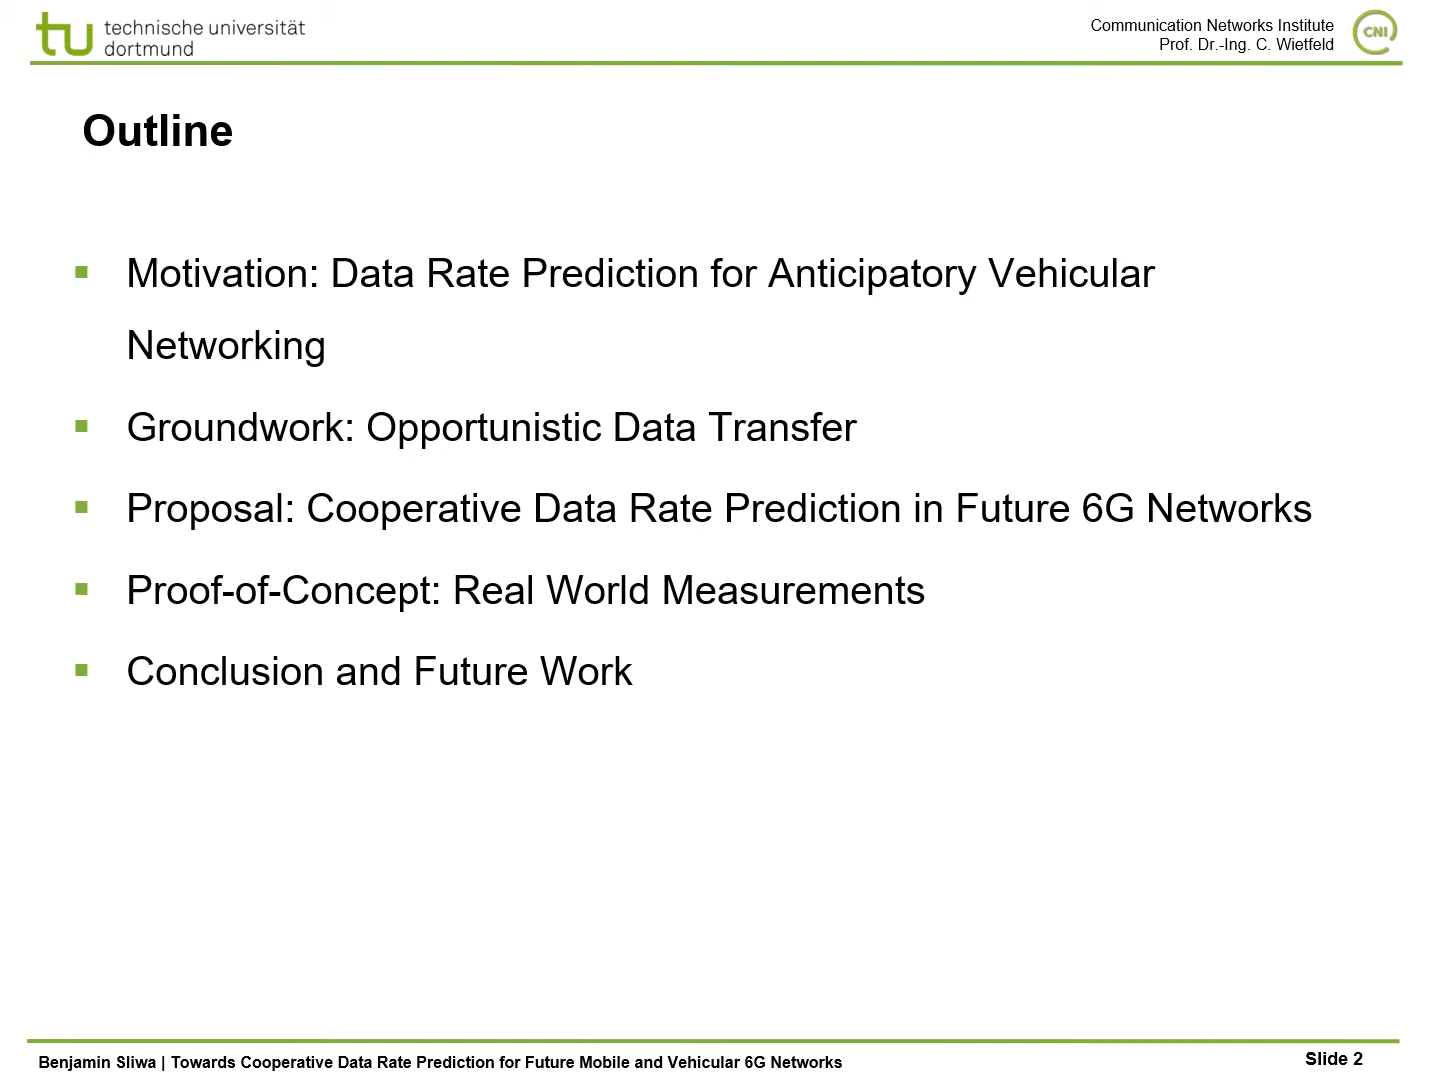 technische universität
dortmund
Communication Networks Institute
Prof. Dr.-Ing. C. Wietfeld
CNI
Outline
Motivation: Data Rate Prediction for Anticipatory Vehicular
Networking
Groundwork: Opportunistic Data Transfer
Proposal: Cooperative Data Rate Prediction in Future 6G Networks
Proof-of-Concept: Real World Measurements
Conclusion and Future Work
Benjamin Sliwa | Towards Cooperative Data Rate Prediction for Future Mobile and Vehicular 6G Networks
Slide 2